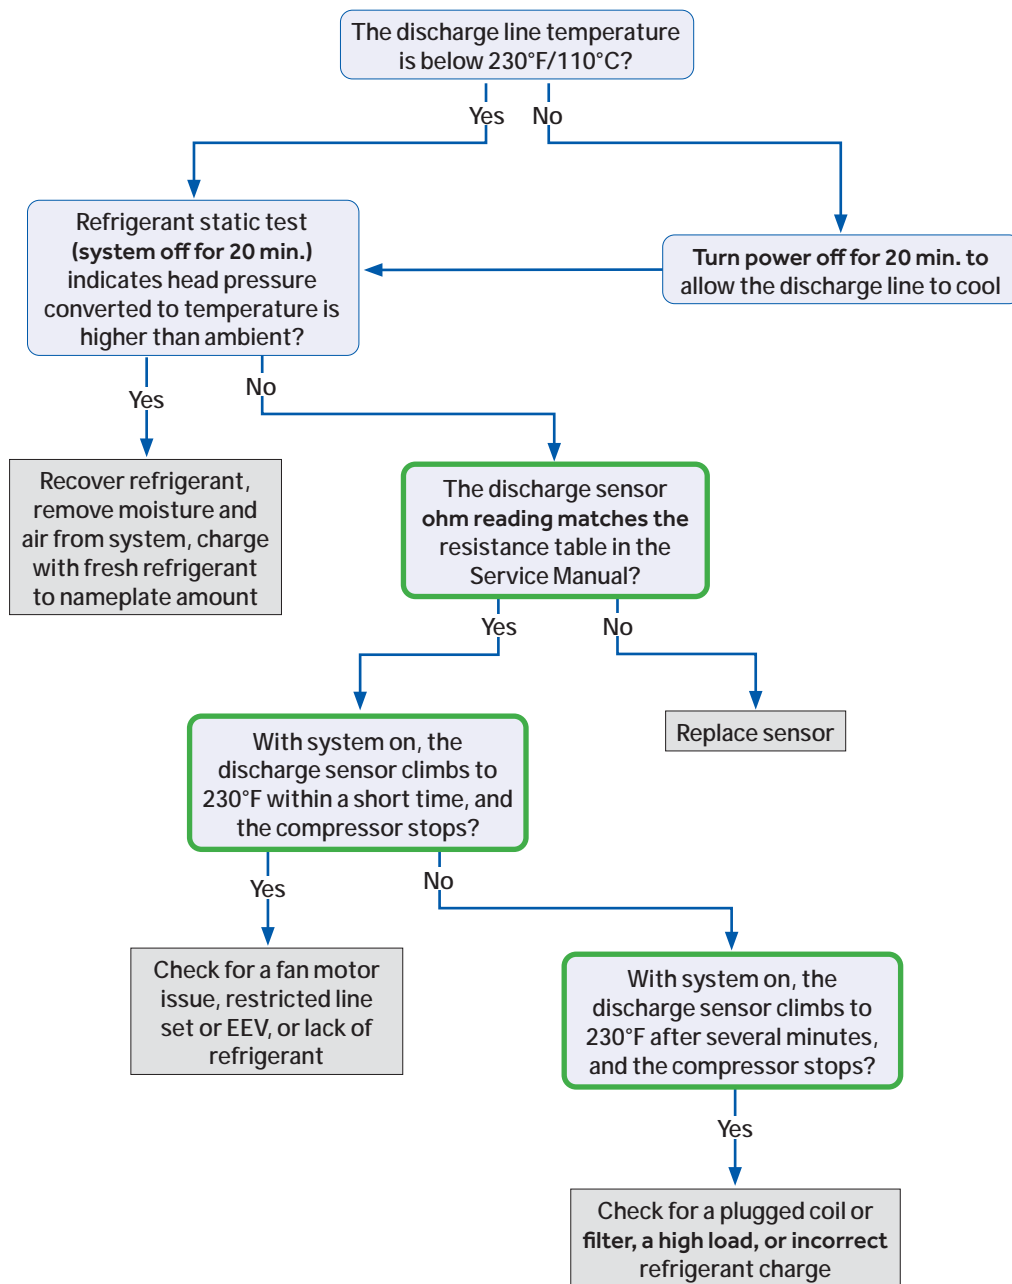 The discharge line temperature
is below 230°F/110°C?
Yes
No
Refrigerant static test
(system off for 20 min.)
indicates head pressure
converted to temperature is
higher than ambient?
Turn power off for 20 min. to
allow the discharge line to cool
Yes
No
Recover refrigerant,
remove moisture and
air from system, charge
with fresh refrigerant
to nameplate amount
The discharge sensor
ohm reading matches the
resistance table in the
Service Manual?
Yes
No
Replace sensor
With system on, the
discharge sensor climbs to
230°F within a short time, and
the compressor stops?
Yes
No
Check for a fan motor
issue, restricted line
set or EEV, or lack of
refrigerant
With system on, the
discharge sensor climbs to
230°F after several minutes,
and the compressor stops?
Yes
Check for a plugged coil or
filter, a high load, or incorrect
refrigerant charge